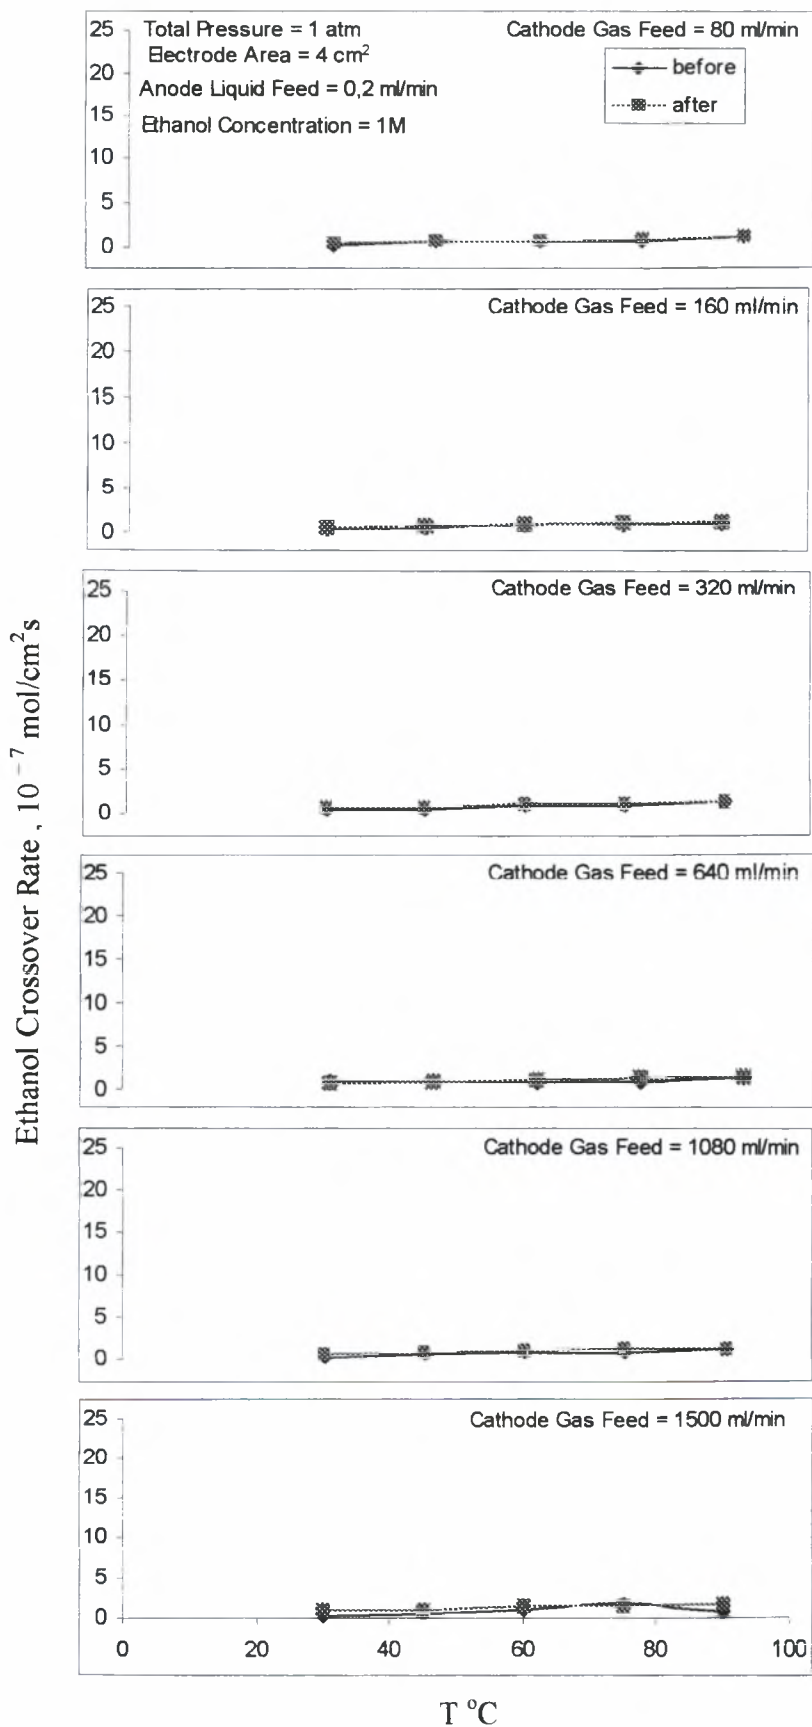 Total Pressure = 1 atm
Electrode Area = 4 cm²
Anode Liquid Feed = 0,2 ml/min
Ethanol Concentration = 1M
Cathode Gas Feed = 80 ml/min
before
after
25
20
15
10
5
0
Cathode Gas Feed = 160 ml/min
25
20
15
10
5
0
Cathode Gas Feed = 320 ml/min
25
20
15
10
5
0
Cathode Gas Feed = 640 ml/min
25
20
15
10
5
0
Cathode Gas Feed = 1080 ml/min
25
20
15
10
5
0
Cathode Gas Feed = 1500 ml/min
25
20
15
10
5
0
0 20 40 60 80 100
Ethanol Crossover Rate , 10⁻⁷ mol/cm²s
T °C